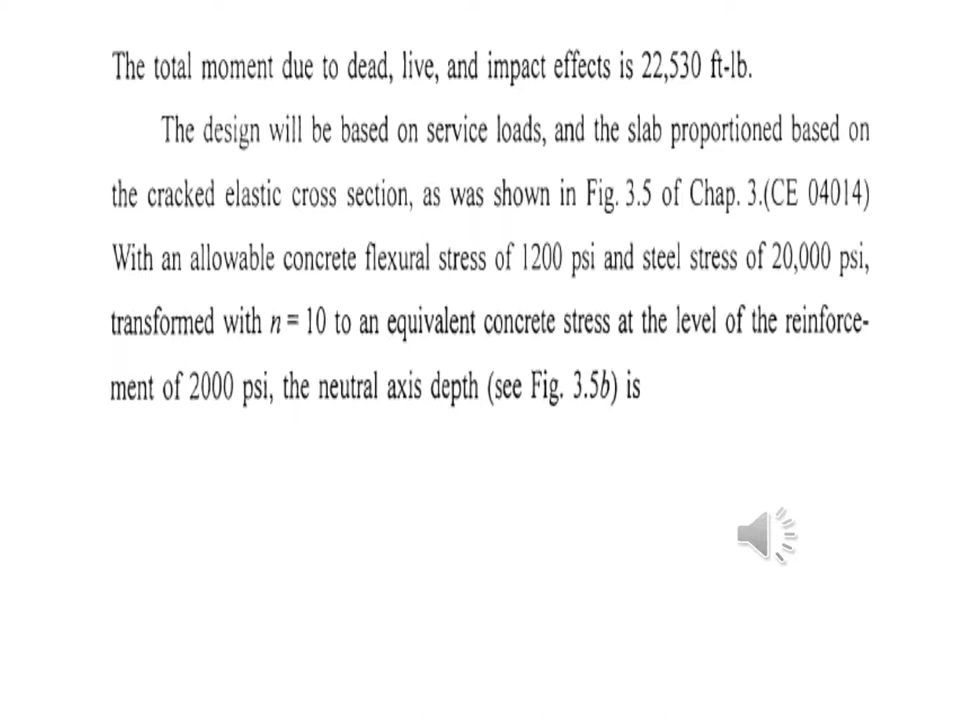 The total moment due to dead, live, and impact effects is 22,530 ft-lb.
The design will be based on service loads, and the slab proportioned based on
the cracked elastic cross section, as was shown in Fig. 3.5 of Chap. 3.(CE 04014)
With an allowable concrete flexural stress of 1200 psi and steel stress of 20,000 psi,
transformed with n = 10 to an equivalent concrete stress at the level of the reinforce-
ment of 2000 psi, the neutral axis depth (see Fig. 3.5b) is